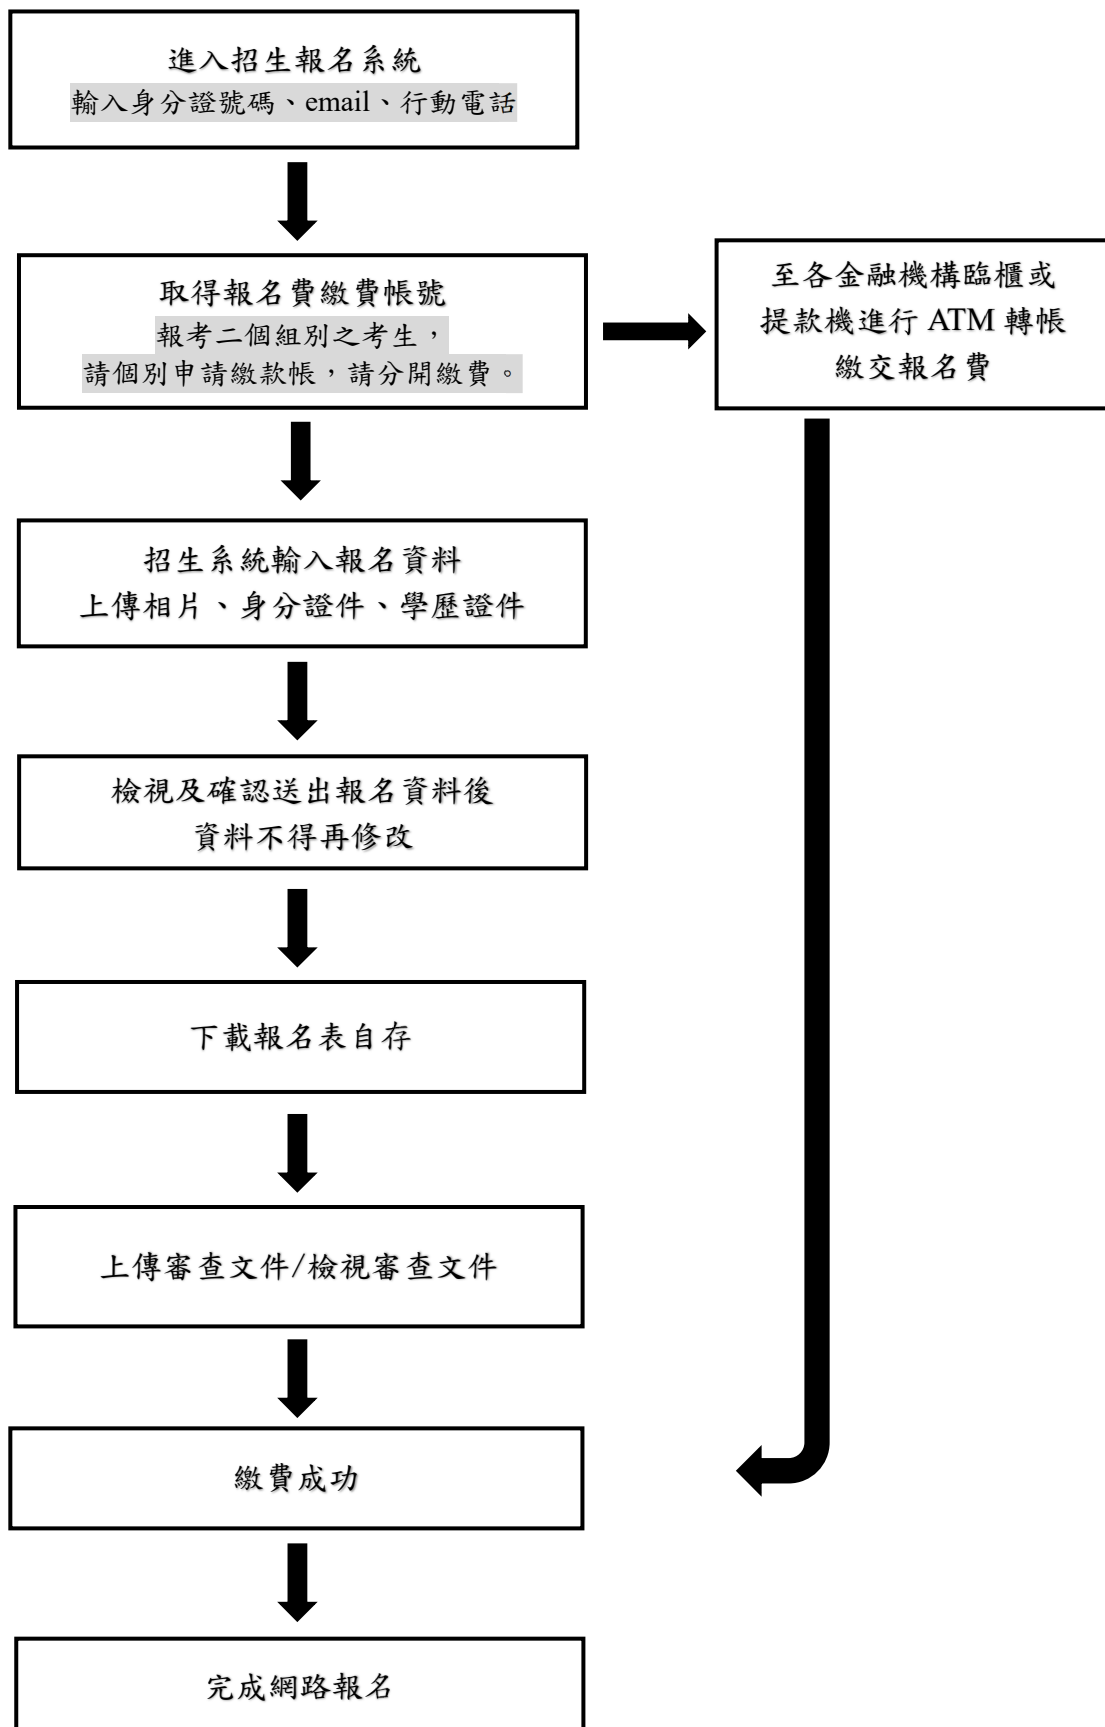 進入招生報名系統
輸入身分證號碼、email、行動電話
取得報名費繳費帳號
報考二個組別之考生，
請個別申請繳款帳，請分開繳費。
至各金融機構臨櫃或
提款機進行 ATM 轉帳
繳交報名費
招生系統輸入報名資料
上傳相片、身分證件、學歷證件
檢視及確認送出報名資料後
資料不得再修改
下載報名表自存
上傳審查文件/檢視審查文件
繳費成功
完成網路報名